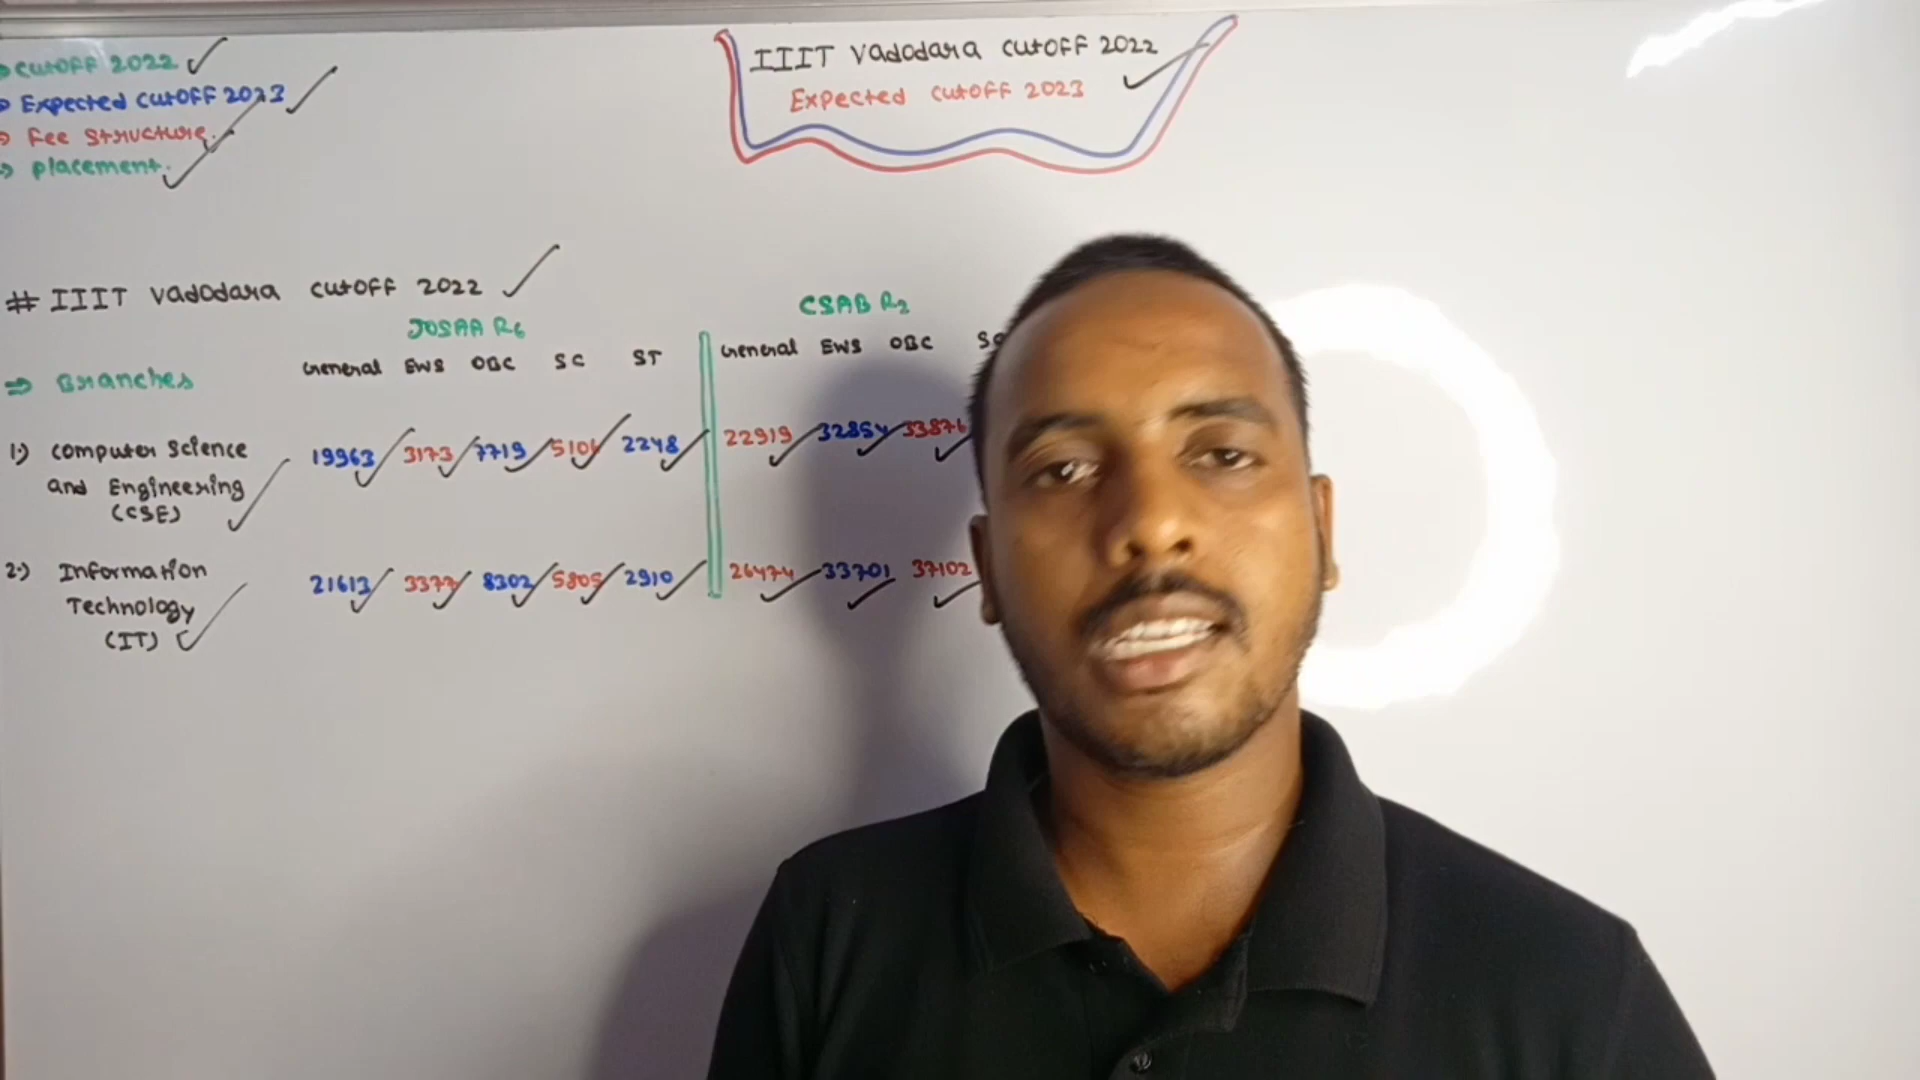 IIIT Vadodara cutoff 2022
Expected cutoff 2023
cutoff 2022
Expected cutoff 2023
Fee Structure.
placement.
# IIIT Vadodara cutoff 2022
JOSAA R6
CSAB R2
⇒ Branches
General EWS OBC SC ST
General EWS OBC
1.) Computer Science and Engineering (CSE)
19963 3173 7719 2248
22919 32854 33876
2.) Information Technology (IT)
21613 3377 8302 5805 2910
26474 33701 37102